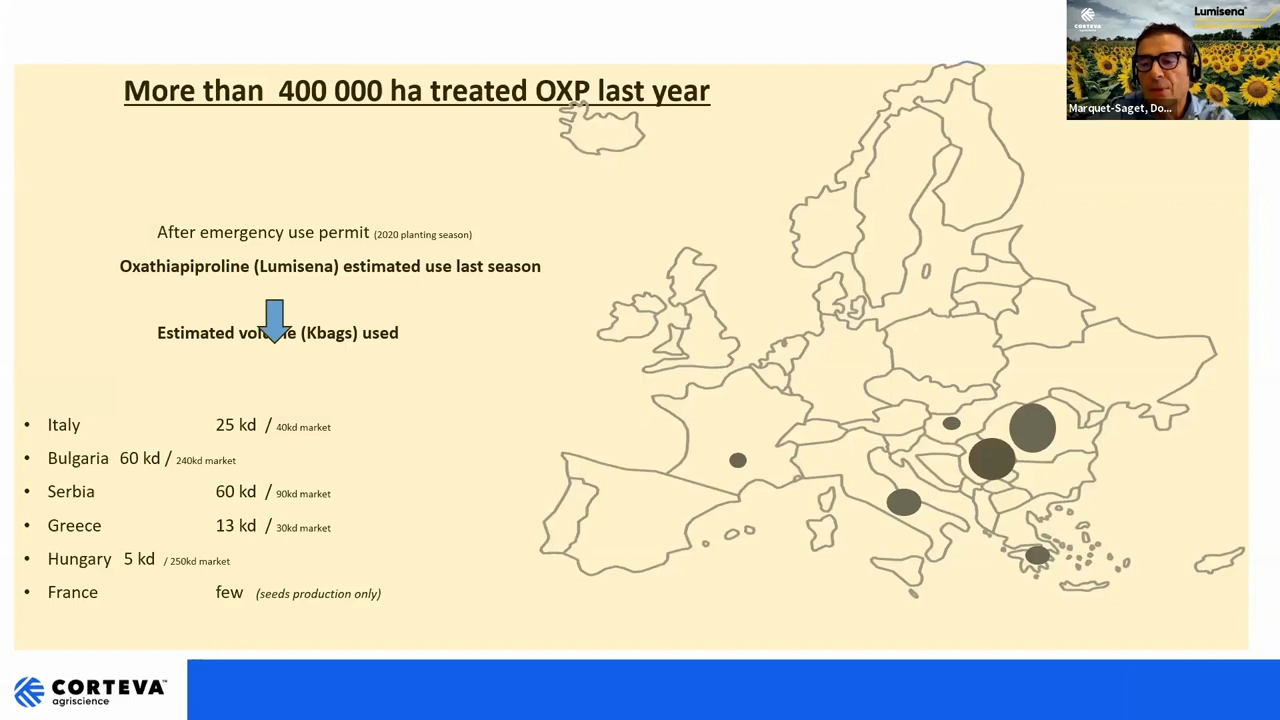 More than 400 000 ha treated OXP last year
CORTEVA
agriscience
Lumisena
Marquet-Saget, Do...
After emergency use permit (2020 planting season)
Oxathiapiproline (Lumisena) estimated use last season
Estimated (Kbags) used
• Italy 25 kd / 40kd market
• Bulgaria 60 kd / 240kd market
• Serbia 60 kd / 90kd market
• Greece 13 kd / 30kd market
• Hungary 5 kd / 250kd market
• France few (seeds production only)
CORTEVA™
agriscience